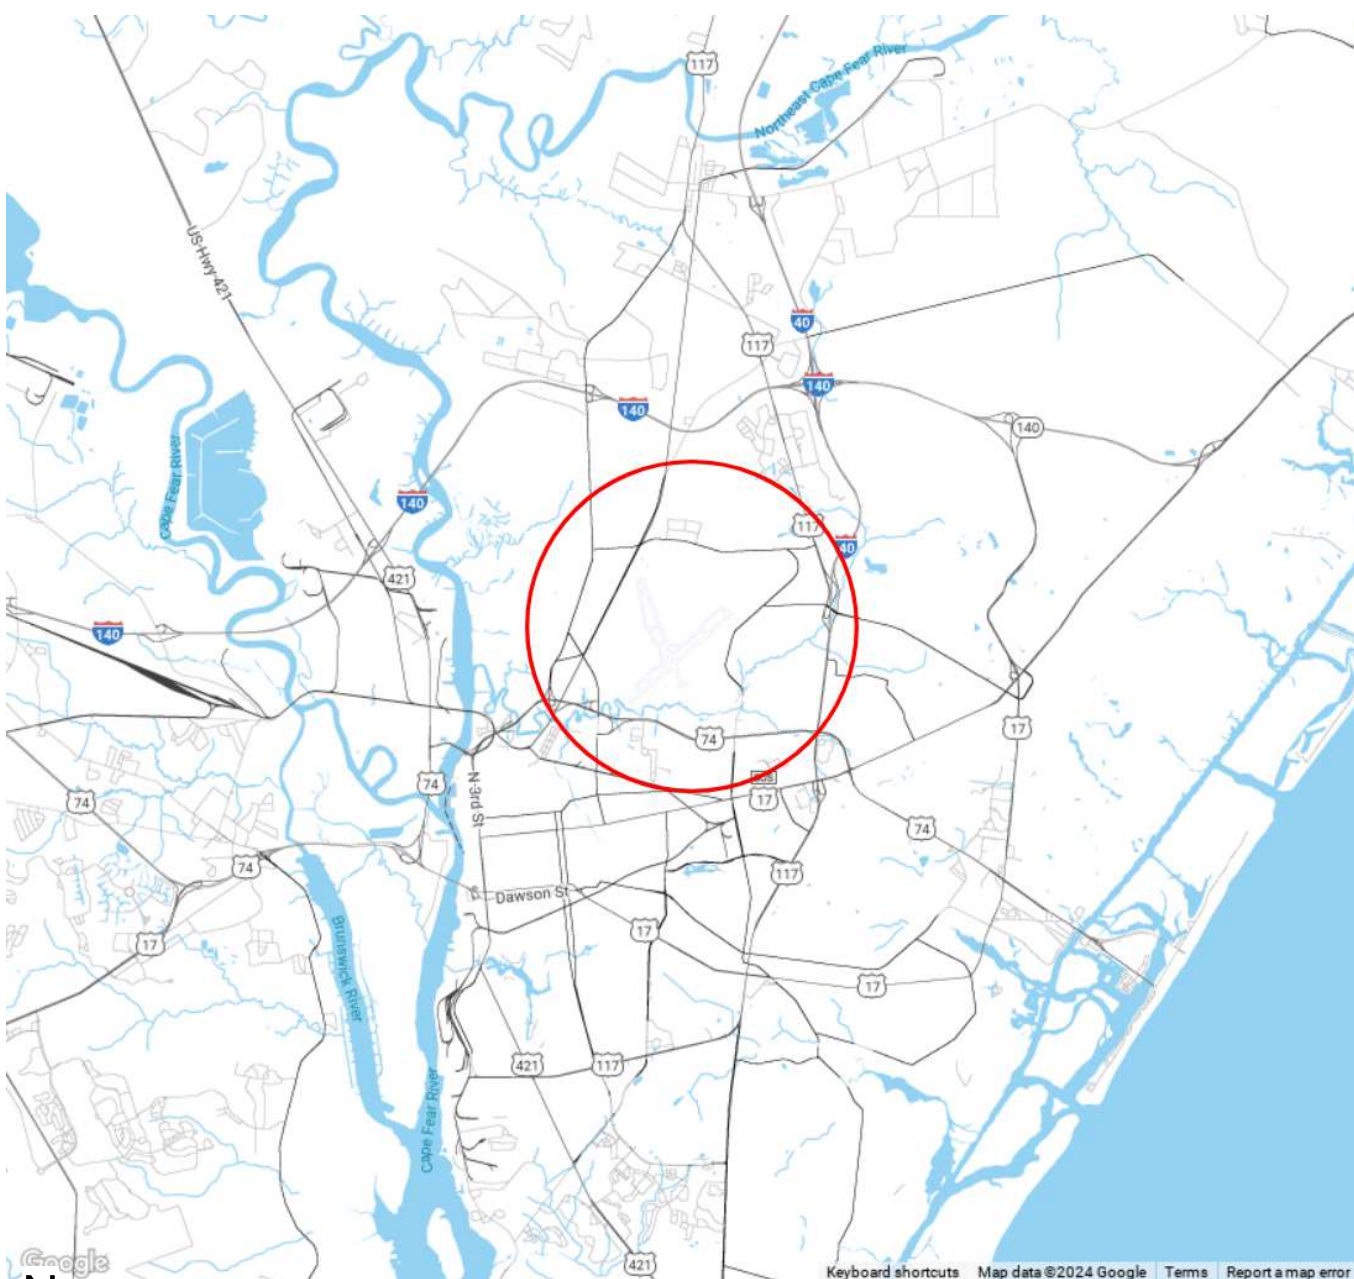 117
Northeast Cape Fear River
US Hwy 421
40
117
140
140
140
Cape Fear River
140
117
40
421
140
17
74
BUS
17
74
N 3rd St
74
74
74
117
Dawson St
17
17
17
Brunswick River
421
117
Cape Fear River
421
Google
Keyboard shortcuts
Map data ©2024 Google
Terms
Report a map error